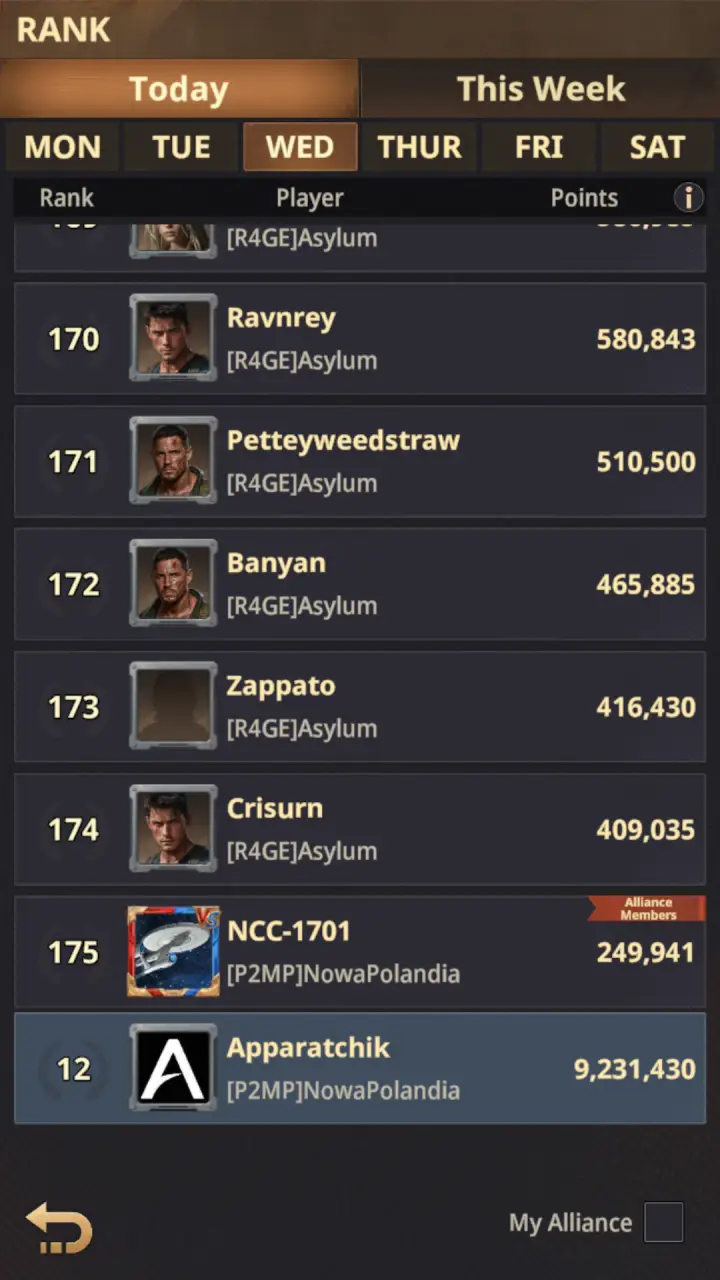 RANK
Today
This Week
MON
TUE
WED
THUR
FRI
SAT
Rank
Player
Points
i
[R4GE]Asylum
170
Ravnrey
[R4GE]Asylum
580,843
171
Petteyweedstraw
[R4GE]Asylum
510,500
172
Banyan
[R4GE]Asylum
465,885
173
Zappato
[R4GE]Asylum
416,430
174
Crisurn
[R4GE]Asylum
409,035
Alliance
Members
175
VS
NCC-1701
[P2MP]NowaPolandia
249,941
12
A
Apparatchik
[P2MP]NowaPolandia
9,231,430
My Alliance